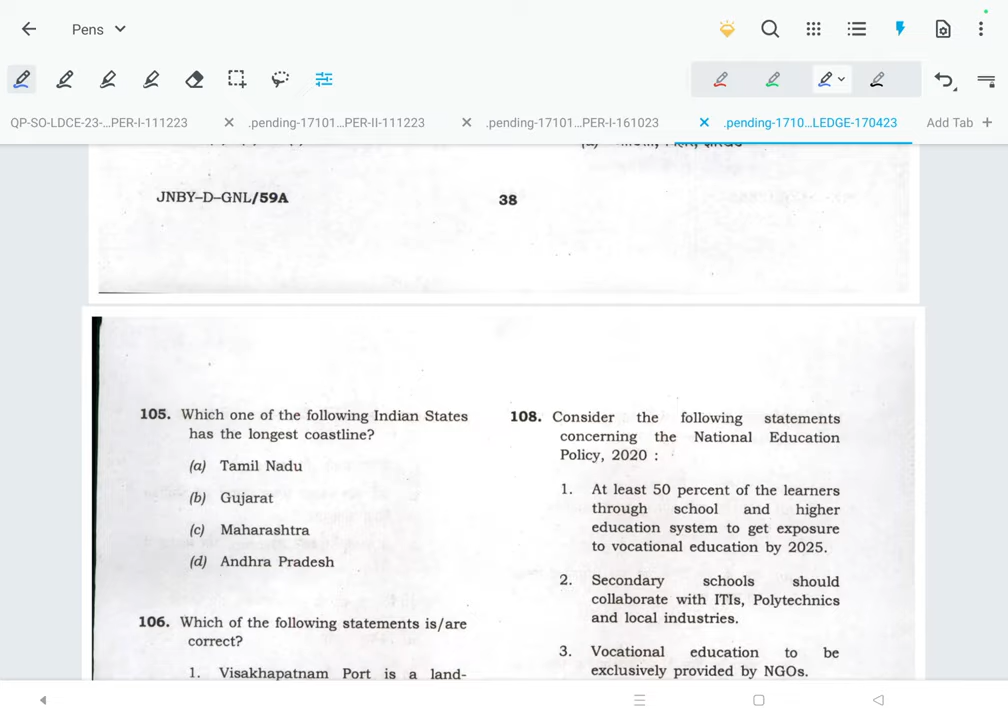 Pens
QP-SO-LDCE-23-...PER-I-111223
.pending-17101...PER-II-111223
.pending-17101...PER-I-161023
.pending-1710...LEDGE-170423
Add Tab +
JNBY-D-GNL/59A
38
105. Which one of the following Indian States
has the longest coastline?
(a) Tamil Nadu
(b) Gujarat
(c) Maharashtra
(d) Andhra Pradesh
106. Which of the following statements is/are
correct?
1. Visakhapatnam Port is a land-
108. Consider the following statements
concerning the National Education
Policy, 2020 :
1. At least 50 percent of the learners
through school and higher
education system to get exposure
to vocational education by 2025.
2. Secondary schools should
collaborate with ITIs, Polytechnics
and local industries.
3. Vocational education to be
exclusively provided by NGOs.